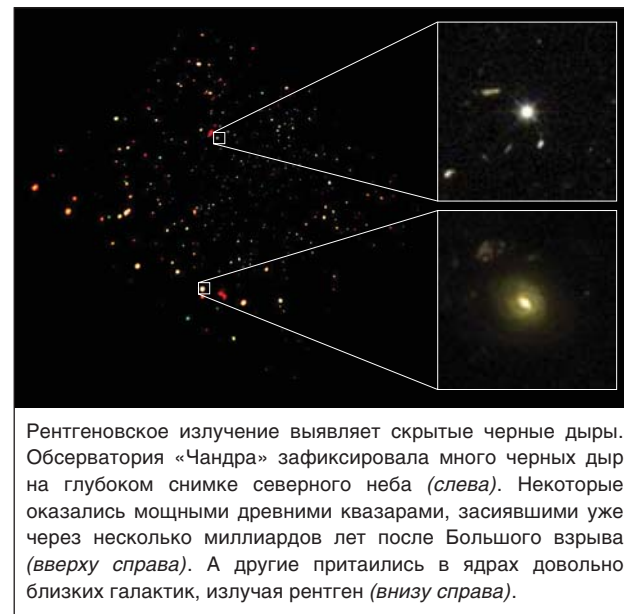 Рентгеновское излучение выявляет скрытые черные дыры.
Обсерватория «Чандра» зафиксировала много черных дыр
на глубоком снимке северного неба (слева). Некоторые
оказались мощными древними квазарами, засиявшими уже
через несколько миллиардов лет после Большого взрыва
(вверху справа). А другие притаились в ядрах довольно
близких галактик, излучая рентген (внизу справа).